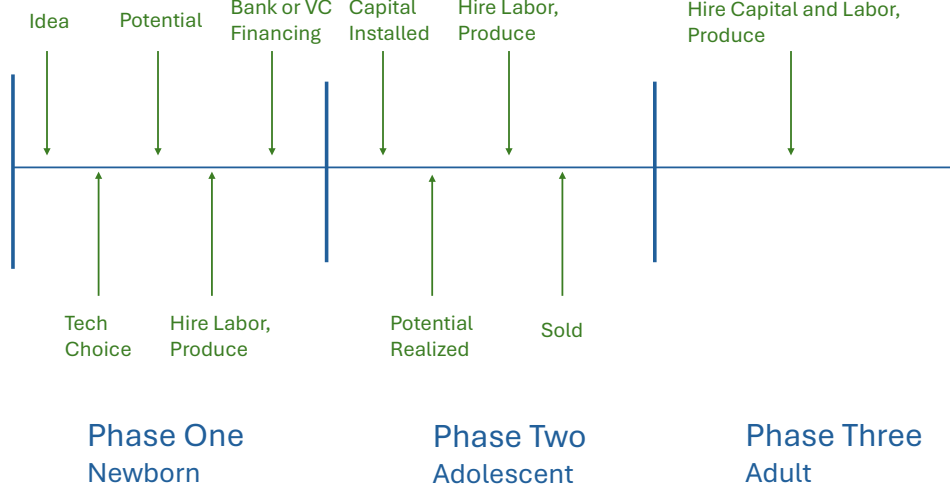 Idea
Potential
Bank or VC
Financing
Capital
Installed
Hire Labor,
Produce
Hire Capital and Labor,
Produce
Tech
Choice
Hire Labor,
Produce
Potential
Realized
Sold
Phase One
Newborn
Phase Two
Adolescent
Phase Three
Adult